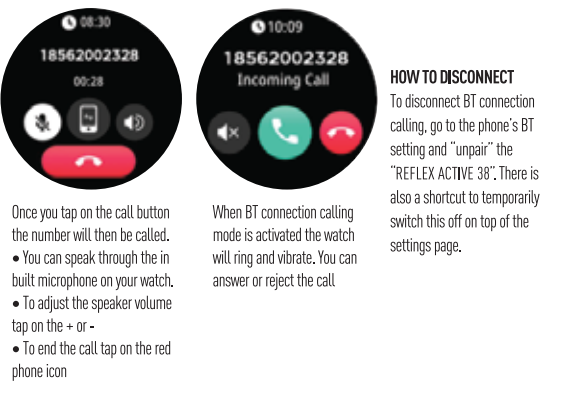 08:30
18562002328
00:28
Once you tap on the call button
the number will then be called.
• You can speak through the in
built microphone on your watch.
• To adjust the speaker volume
tap on the + or -
• To end the call tap on the red
phone icon
10:09
18562002328
Incoming Call
When BT connection calling
mode is activated the watch
will ring and vibrate. You can
answer or reject the call
HOW TO DISCONNECT
To disconnect BT connection
calling, go to the phone's BT
setting and “unpair” the
“REFLEX ACTIVE 38”. There is
also a shortcut to temporarily
switch this off on top of the
settings page.